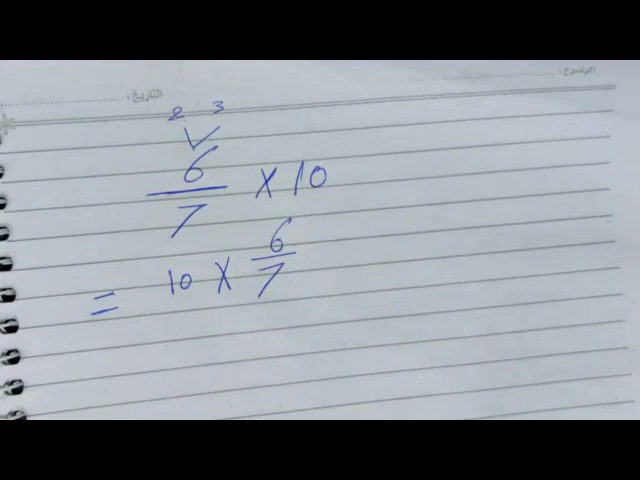 الموضوع:
التاريخ:
2 3
6/7 × 10
= 10 × 6/7